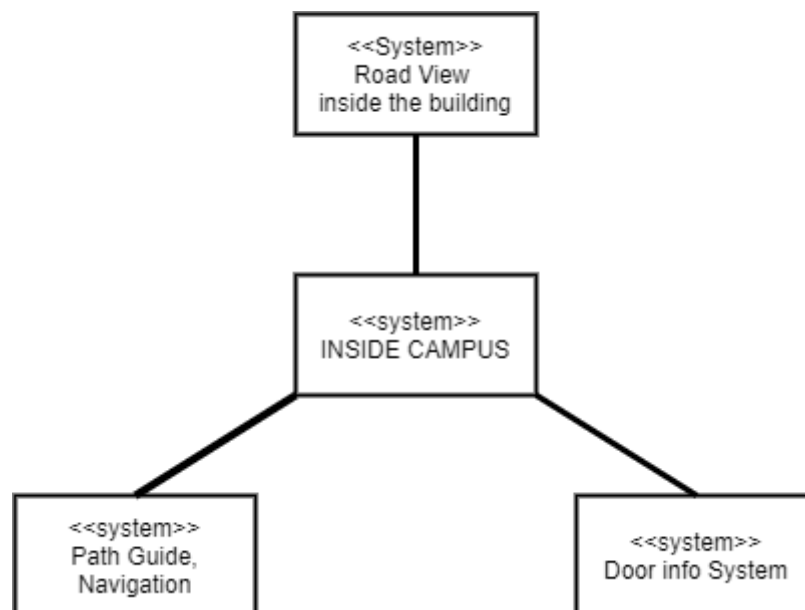 <<System>>
Road View
inside the building
<<system>>
INSIDE CAMPUS
<<system>>
Path Guide,
Navigation
<<system>>
Door info System